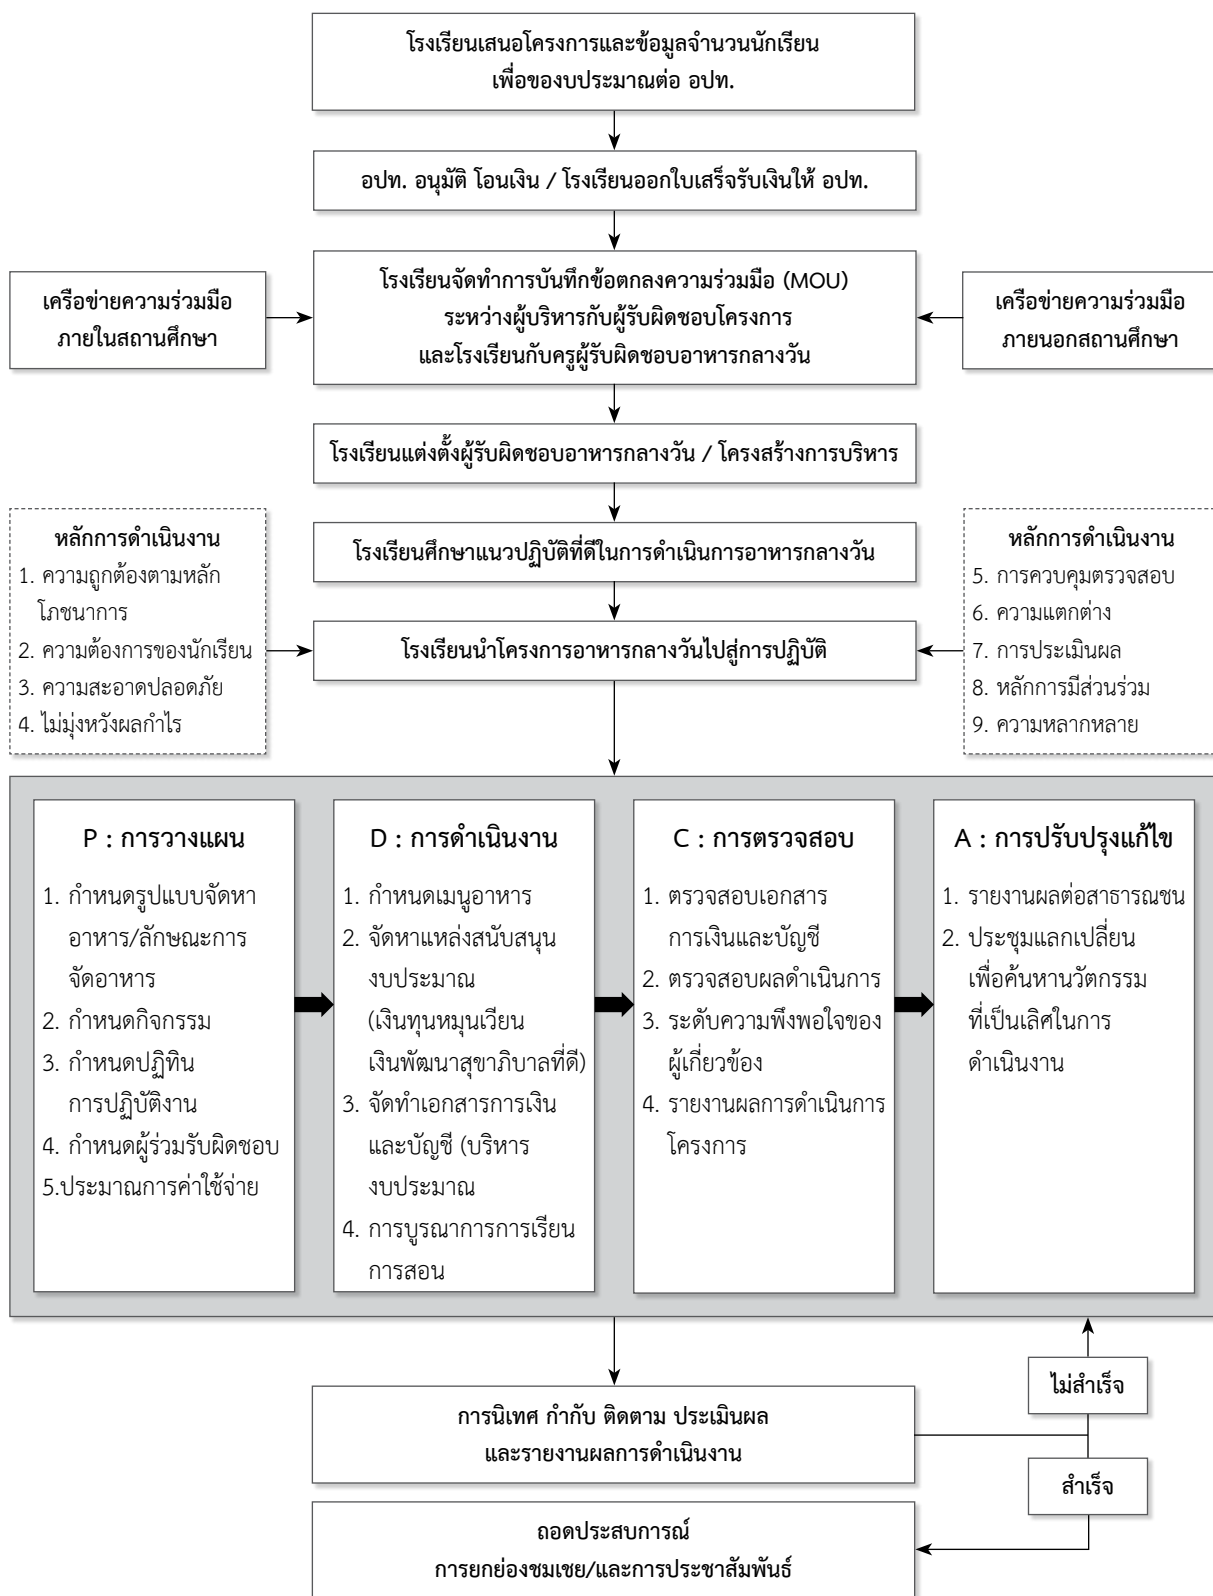 โรงเรียนเสนอโครงการและข้อมูลจำนวนนักเรียน
เพื่อของบประมาณต่อ อปท.
อปท. อนุมัติ โอนเงิน / โรงเรียนออกใบเสร็จรับเงินให้ อปท.
เครือข่ายความร่วมมือ
ภายในสถานศึกษา
โรงเรียนจัดทำการบันทึกข้อตกลงความร่วมมือ (MOU)
ระหว่างผู้บริหารกับผู้รับผิดชอบโครงการ
และโรงเรียนกับครูผู้รับผิดชอบอาหารกลางวัน
เครือข่ายความร่วมมือ
ภายนอกสถานศึกษา
โรงเรียนแต่งตั้งผู้รับผิดชอบอาหารกลางวัน / โครงสร้างการบริหาร
โรงเรียนศึกษาแนวปฏิบัติที่ดีในการดำเนินการอาหารกลางวัน
หลักการดำเนินงาน
1. ความถูกต้องตามหลัก
โภชนาการ
2. ความต้องการของนักเรียน
3. ความสะอาดปลอดภัย
4. ไม่มุ่งหวังผลกำไร
โรงเรียนนำโครงการอาหารกลางวันไปสู่การปฏิบัติ
หลักการดำเนินงาน
5. การควบคุมตรวจสอบ
6. ความแตกต่าง
7. การประเมินผล
8. หลักการมีส่วนร่วม
9. ความหลากหลาย
P : การวางแผน
1. กำหนดรูปแบบจัดหา
อาหาร/ลักษณะการ
จัดอาหาร
2. กำหนดกิจกรรม
3. กำหนดปฏิทิน
การปฏิบัติงาน
4. กำหนดผู้ร่วมรับผิดชอบ
5.ประมาณการค่าใช้จ่าย
D : การดำเนินงาน
1. กำหนดเมนูอาหาร
2. จัดหาแหล่งสนับสนุน
งบประมาณ
(เงินทุนหมุนเวียน
เงินพัฒนาสุขาภิบาลที่ดี)
3. จัดทำเอกสารการเงิน
และบัญชี (บริหาร
งบประมาณ
4. การบูรณาการการเรียน
การสอน
C : การตรวจสอบ
1. ตรวจสอบเอกสาร
การเงินและบัญชี
2. ตรวจสอบผลดำเนินการ
3. ระดับความพึงพอใจของ
ผู้เกี่ยวข้อง
4. รายงานผลการดำเนินการ
โครงการ
A : การปรับปรุงแก้ไข
1. รายงานผลต่อสาธารณชน
2. ประชุมแลกเปลี่ยน
เพื่อค้นหานวัตกรรม
ที่เป็นเลิศในการ
ดำเนินงาน
ไม่สำเร็จ
การนิเทศ กำกับ ติดตาม ประเมินผล
และรายงานผลการดำเนินงาน
สำเร็จ
ถอดประสบการณ์
การยกย่องชมเชย/และการประชาสัมพันธ์